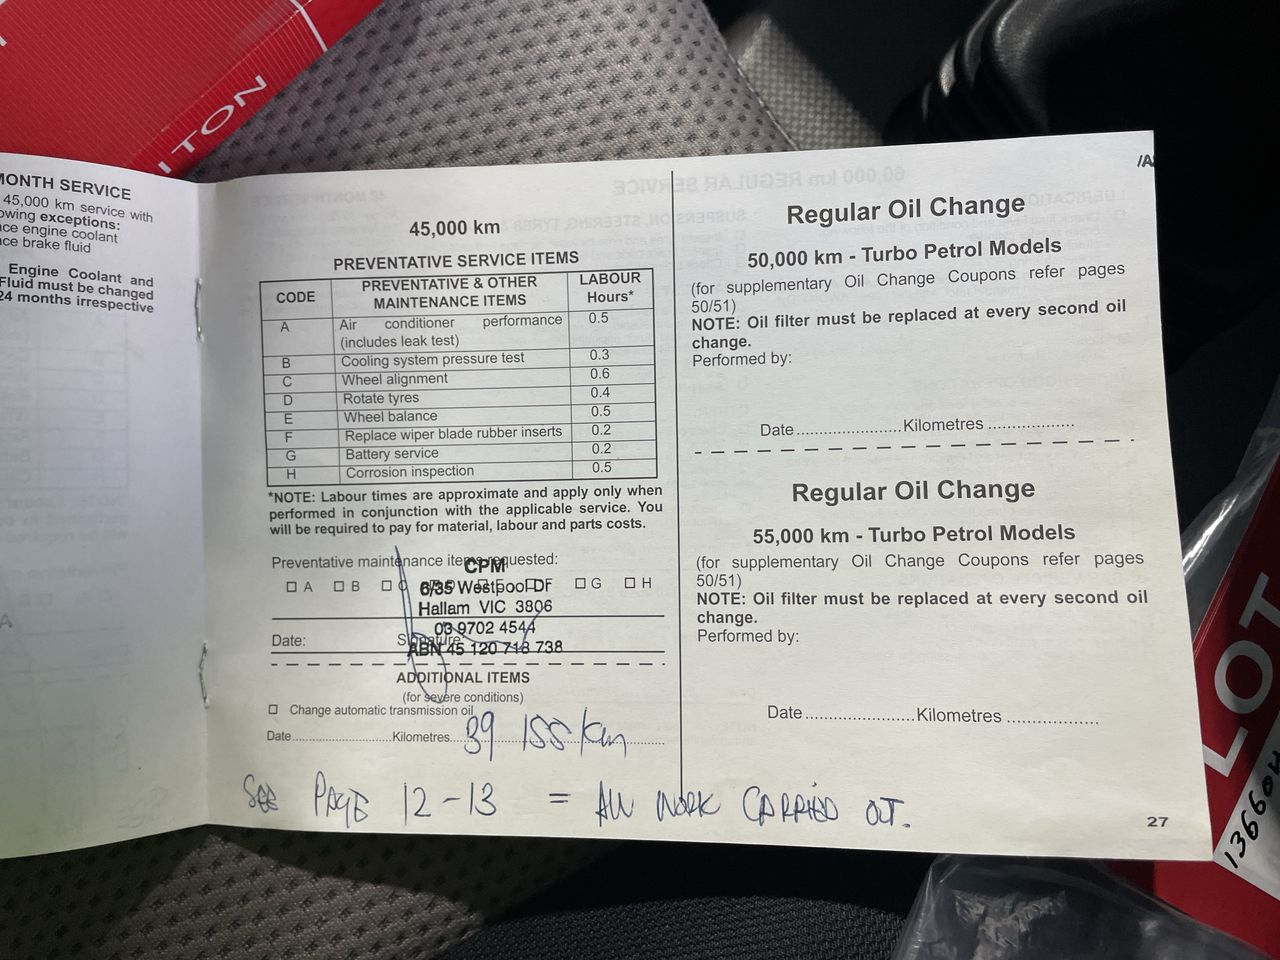 ITON
MONTH SERVICE
45,000 km service with
owing exceptions:
ce engine coolant
ce brake fluid
Engine Coolant and
Fluid must be changed
24 months irrespective
45,000 km
PREVENTATIVE SERVICE ITEMS
CODE PREVENTATIVE & OTHER MAINTENANCE ITEMS LABOUR Hours*
A Air conditioner performance (includes leak test) 0.5
B Cooling system pressure test 0.3
C Wheel alignment 0.6
D Rotate tyres 0.4
E Wheel balance 0.5
F Replace wiper blade rubber inserts 0.2
G Battery service 0.2
H Corrosion inspection 0.5
*NOTE: Labour times are approximate and apply only when
performed in conjunction with the applicable service. You
will be required to pay for material, labour and parts costs.
Preventative maintenance items requested:
CPM
A B C G H
6/35 Westpool DF
Hallam VIC 3806
03 9702 4544
Date: Signature:
ABN 45 120 718 738
ADDITIONAL ITEMS
(for severe conditions)
Change automatic transmission oil
Date Kilometres 39 155 km
SEE PAGE 12-13 = ALL WORK CARRIED OUT.
/A
Regular Oil Change
50,000 km - Turbo Petrol Models
(for supplementary Oil Change Coupons refer pages
50/51)
NOTE: Oil filter must be replaced at every second oil
change.
Performed by:
Date ...................... Kilometres ..................
Regular Oil Change
55,000 km - Turbo Petrol Models
(for supplementary Oil Change Coupons refer pages
50/51)
NOTE: Oil filter must be replaced at every second oil
change.
Performed by:
Date ...................... Kilometres ...................
27
LOT
13660H